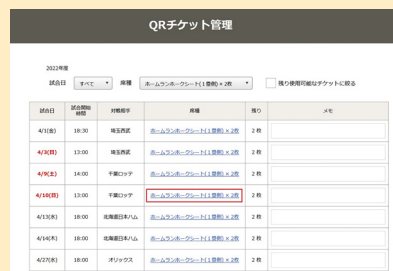 QRチケット管理
2022年度
試合日 すべて 席種 ホームランホークシート(1塁側) × 2枚 残り使用可能なチケットに絞る
試合日 試合開始時間 対戦相手 席種 残り メモ
4/1(金) 18:30 埼玉西武 ホームランホークシート(1塁側) × 2枚 2 枚
4/3(日) 13:00 埼玉西武 ホームランホークシート(1塁側) × 2枚 2 枚
4/9(土) 14:00 千葉ロッテ ホームランホークシート(1塁側) × 2枚 2 枚
4/10(日) 13:00 千葉ロッテ ホームランホークシート(1塁側) × 2枚 2 枚
4/13(水) 18:00 北海道日本ハム ホームランホークシート(1塁側) × 2枚 2 枚
4/14(木) 18:00 北海道日本ハム ホームランホークシート(1塁側) × 2枚 2 枚
4/27(水) 18:00 オリックス ホームランホークシート(1塁側) × 2枚 2 枚